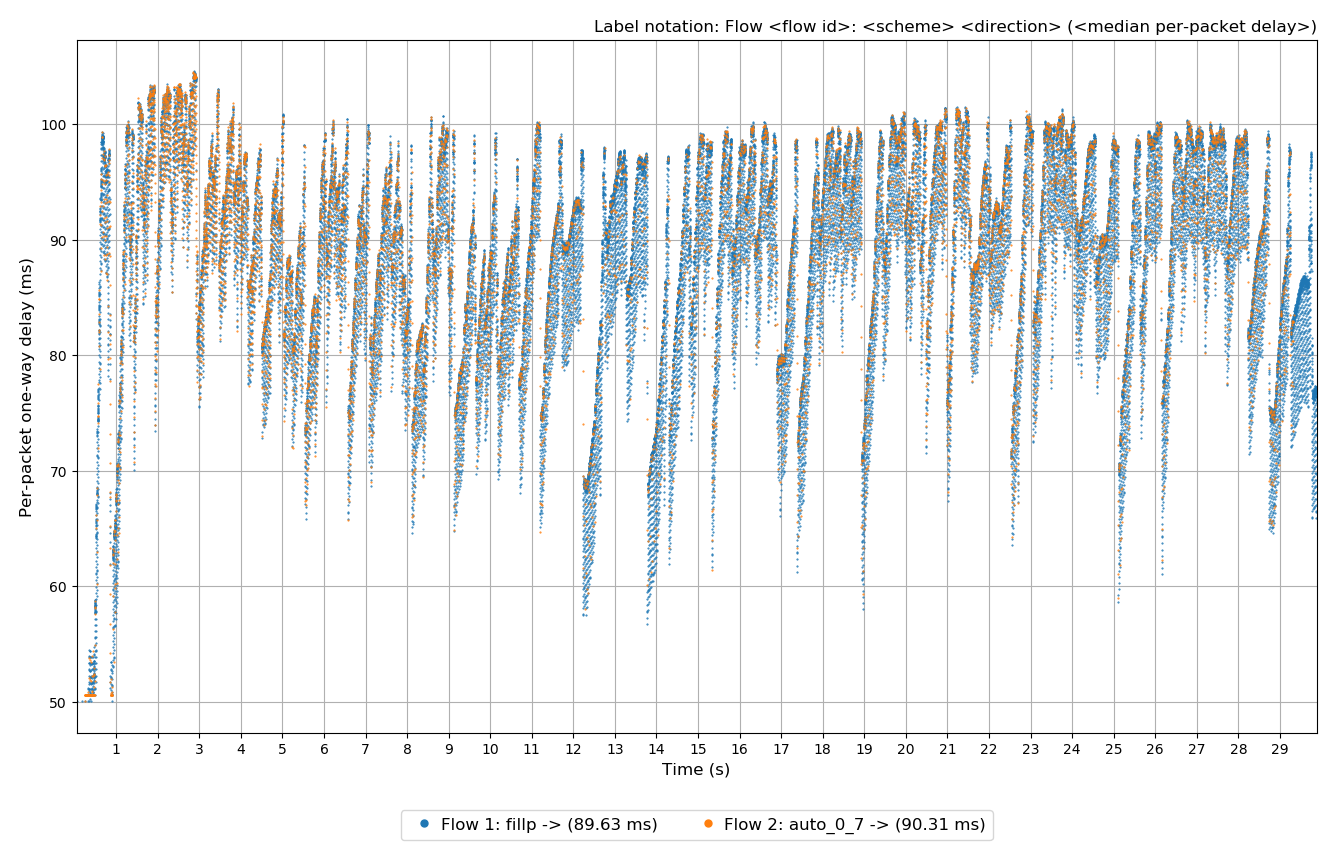 Label notation: Flow <flow id>: <scheme> <direction> (<median per-packet delay>)
Per-packet one-way delay (ms)
100
90
80
70
60
50
1 2 3 4 5 6 7 8 9 10 11 12 13 14 15 16 17 18 19 20 21 22 23 24 25 26 27 28 29
Time (s)
Flow 1: fillp -> (89.63 ms) Flow 2: auto_0_7 -> (90.31 ms)